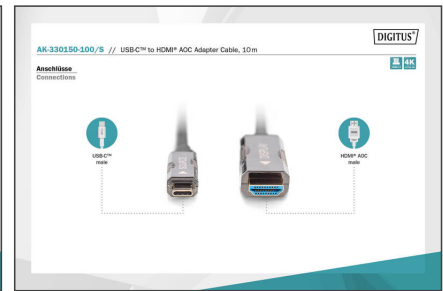 DIGITUS®
AK-330150-100/S // USB-C™ to HDMI® AOC Adapter Cable, 10 m
4K
Anschlüsse
Connections
USB-C™
male
HDMI® AOC
male
DISPLAY